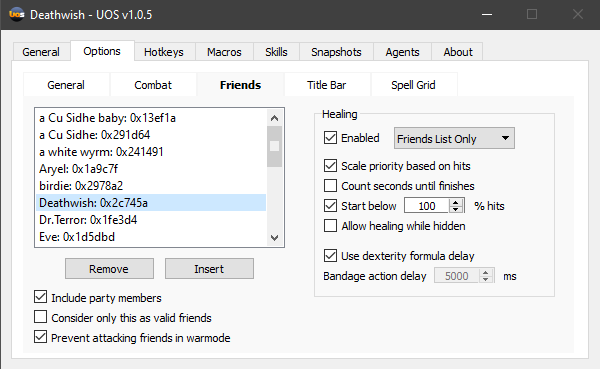 UOS
Deathwish - UOS v1.0.5
General
Options
Hotkeys
Macros
Skills
Snapshots
Agents
About
General
Combat
Friends
Title Bar
Spell Grid
a Cu Sidhe baby: 0x13ef1a
a Cu Sidhe: 0x291d64
a white wyrm: 0x241491
Aryel: 0x1a9c7f
birdie: 0x2978a2
Deathwish: 0x2c745a
Dr.Terror: 0x1fe3d4
Eve: 0x1d5dbd
Remove
Insert
Include party members
Consider only this as valid friends
Prevent attacking friends in warmode
Healing
Enabled
Friends List Only
Scale priority based on hits
Count seconds until finishes
Start below 100 % hits
Allow healing while hidden
Use dexterity formula delay
Bandage action delay 5000 ms